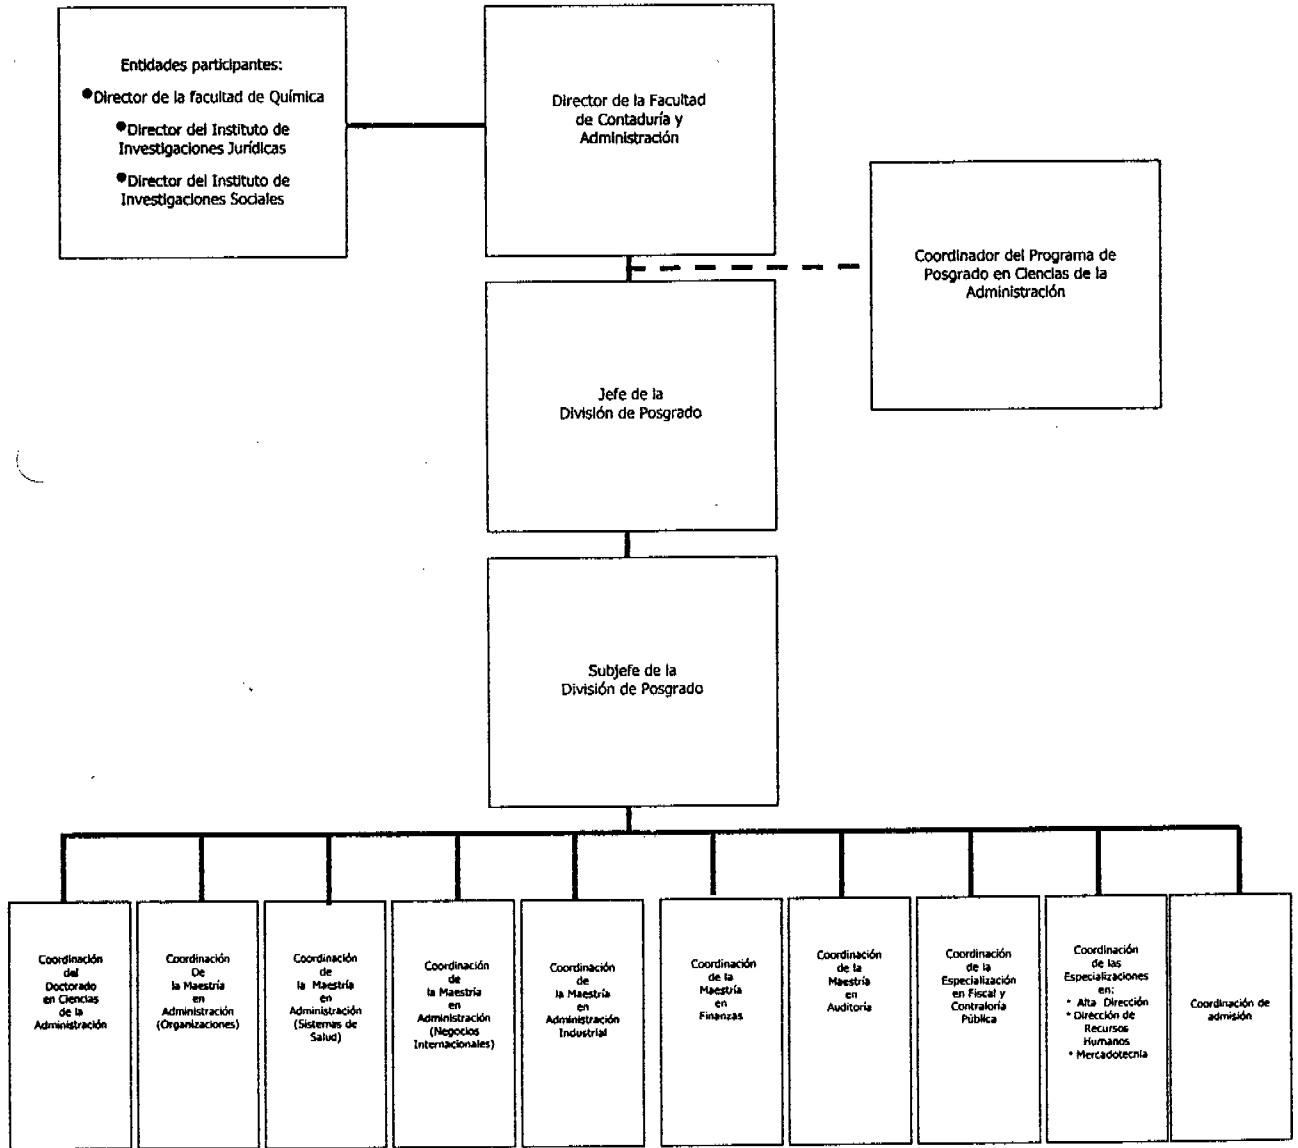 Entidades participantes:
●Director de la facultad de Química
●Director del Instituto de
Investigaciones Jurídicas
●Director del Instituto de
Investigaciones Sociales
Director de la Facultad
de Contaduría y
Administración
Coordinador del Programa de
Posgrado en Ciencias de la
Administración
Jefe de la
División de Posgrado
Subjefe de la
División de Posgrado
Coordinación
del
Doctorado
en Ciencias
de la
Administración
Coordinación
De
la Maestría
en
Administración
(Organizaciones)
Coordinación
de
la Maestría
en
Administración
(Sistemas de
Salud)
Coordinación
de
la Maestría
en
Administración
(Negocios
Internacionales)
Coordinación
de
la Maestría
en
Administración
Industrial
Coordinación
de la
Maestría
en
Finanzas
Coordinación
de la
Maestría
en
Auditoría
Coordinación
de la
Especialización
en Fiscal y
Contraloría
Pública
Coordinación
de las
Especializaciones
en:
* Alta Dirección
* Dirección de
Recursos
Humanos
* Mercadotecnia
Coordinación de
admisión